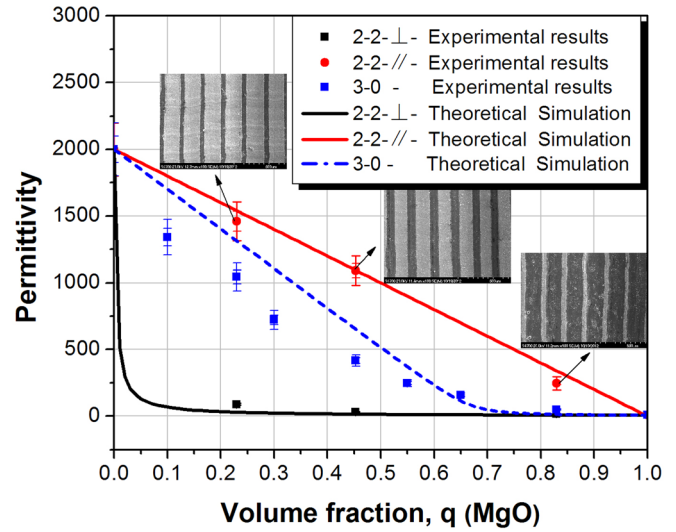 3000
2500
2000
1500
1000
500
0
Permittivity
2-2-⊥- Experimental results
2-2-//- Experimental results
3-0 - Experimental results
2-2-⊥- Theoretical Simulation
2-2-//- Theoretical Simulation
3-0 - Theoretical Simulation
0.0 0.1 0.2 0.3 0.4 0.5 0.6 0.7 0.8 0.9 1.0
Volume fraction, q (MgO)